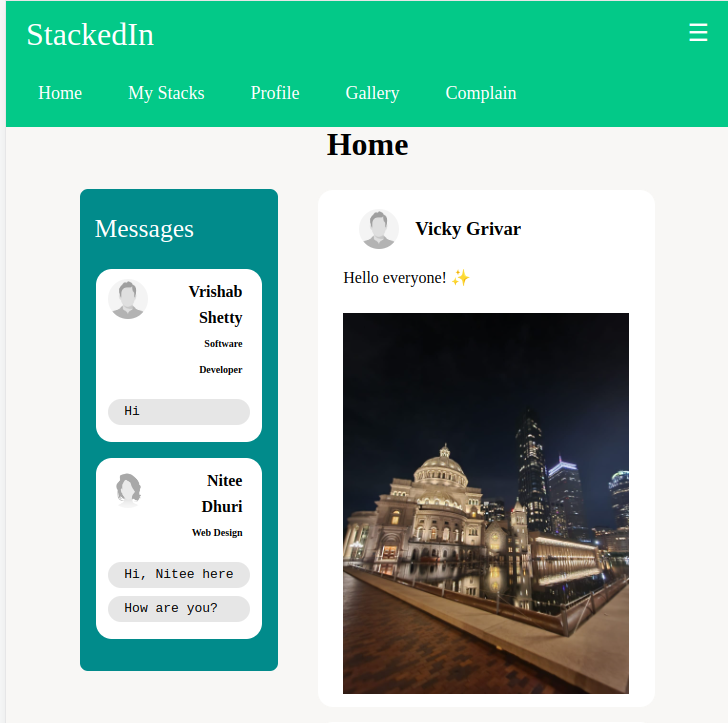 StackedIn
☰
Home My Stacks Profile Gallery Complain
Home
Messages
Vrishab
Shetty
Software
Developer
Hi
Nitee
Dhuri
Web Design
Hi, Nitee here
How are you?
Vicky Grivar
Hello everyone! ✨